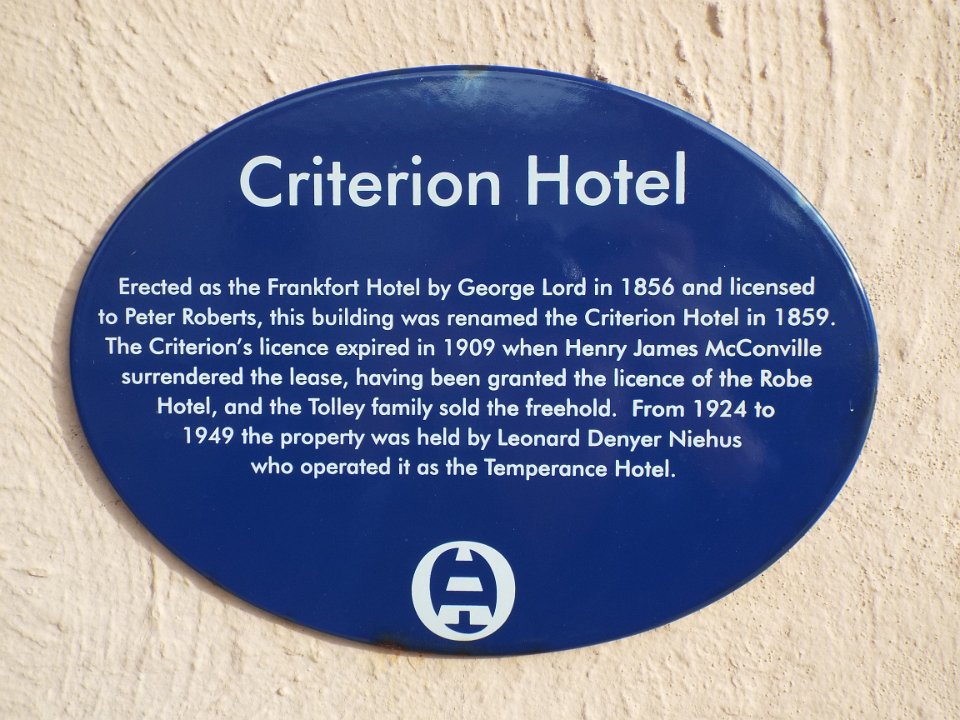 Criterion Hotel
Erected as the Frankfort Hotel by George Lord in 1856 and licensed
to Peter Roberts, this building was renamed the Criterion Hotel in 1859.
The Criterion's licence expired in 1909 when Henry James McConville
surrendered the lease, having been granted the licence of the Robe
Hotel, and the Tolley family sold the freehold.  From 1924 to
1949 the property was held by Leonard Denyer Niehus
who operated it as the Temperance Hotel.